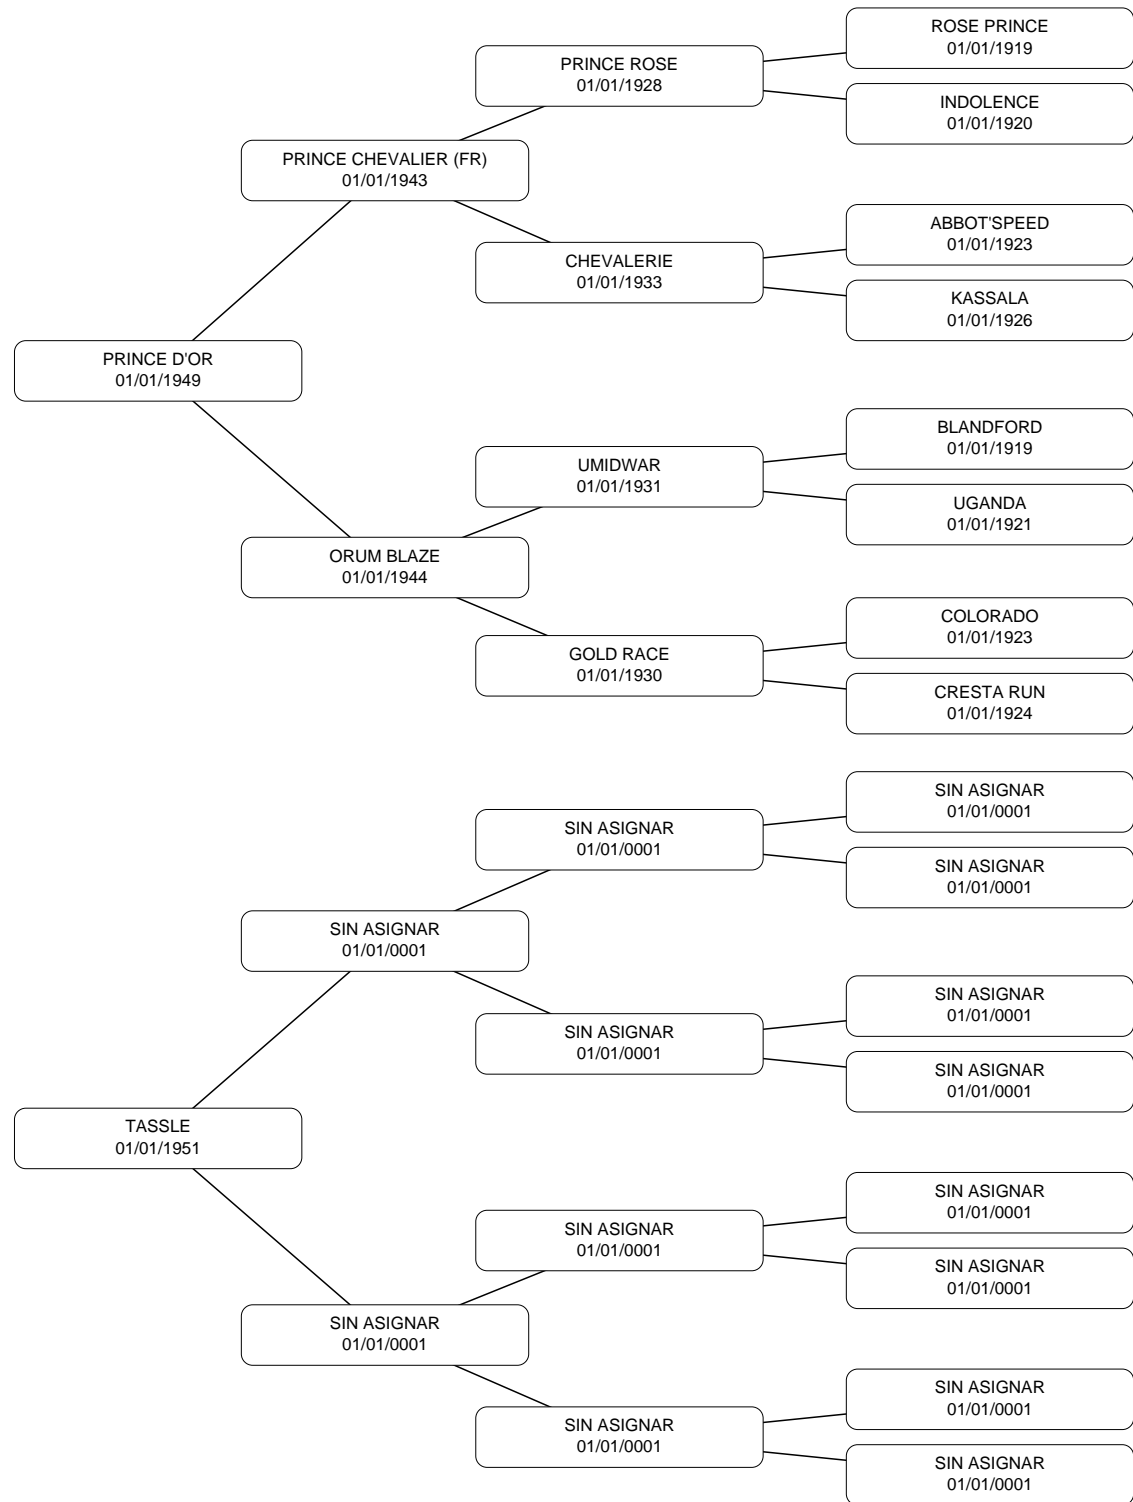 ROSE PRINCE
01/01/1919
PRINCE ROSE
01/01/1928
INDOLENCE
01/01/1920
PRINCE CHEVALIER (FR)
01/01/1943
ABBOT'SPEED
01/01/1923
CHEVALERIE
01/01/1933
KASSALA
01/01/1926
PRINCE D'OR
01/01/1949
BLANDFORD
01/01/1919
UMIDWAR
01/01/1931
UGANDA
01/01/1921
ORUM BLAZE
01/01/1944
COLORADO
01/01/1923
GOLD RACE
01/01/1930
CRESTA RUN
01/01/1924
SIN ASIGNAR
01/01/0001
SIN ASIGNAR
01/01/0001
SIN ASIGNAR
01/01/0001
SIN ASIGNAR
01/01/0001
SIN ASIGNAR
01/01/0001
SIN ASIGNAR
01/01/0001
SIN ASIGNAR
01/01/0001
TASSLE
01/01/1951
SIN ASIGNAR
01/01/0001
SIN ASIGNAR
01/01/0001
SIN ASIGNAR
01/01/0001
SIN ASIGNAR
01/01/0001
SIN ASIGNAR
01/01/0001
SIN ASIGNAR
01/01/0001
SIN ASIGNAR
01/01/0001